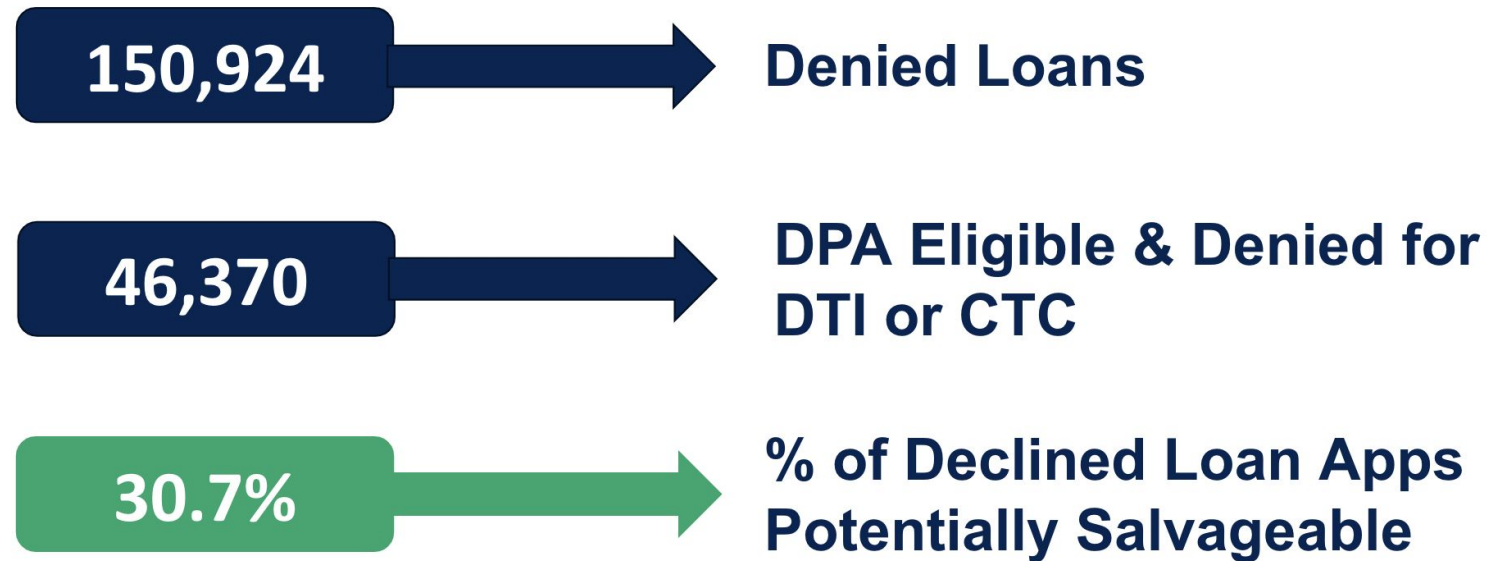 150,924
Denied Loans
46,370
DPA Eligible & Denied for
DTI or CTC
30.7%
% of Declined Loan Apps
Potentially Salvageable